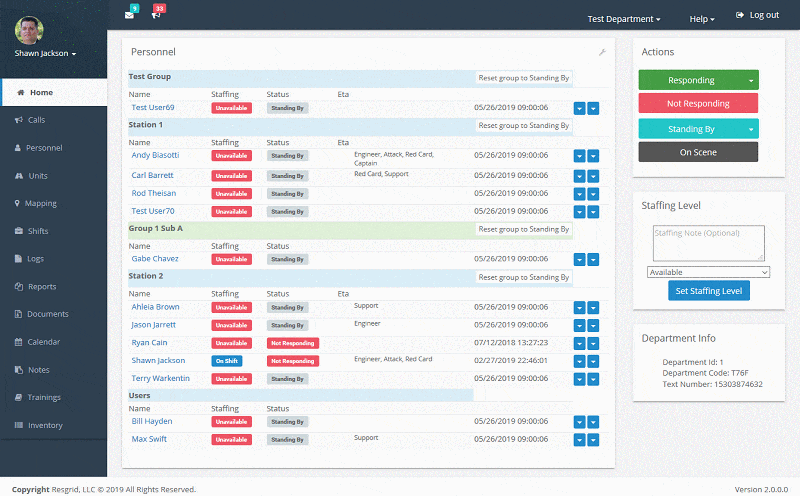 9
33
Test Department
Help
Log out
Shawn Jackson
Home
Calls
Personnel
Units
Mapping
Shifts
Logs
Reports
Documents
Calendar
Notes
Trainings
Inventory
Personnel
Test Group Reset group to Standing By
Name Staffing Status Eta
Test User69 Unavailable Standing By 05/26/2019 09:00:06
Station 1 Reset group to Standing By
Name Staffing Status Eta
Andy Biasotti Unavailable Standing By Engineer, Attack, Red Card, 05/26/2019 09:00:06
Captain
Carl Barrett Unavailable Standing By Red Card, Support 05/26/2019 09:00:06
Rod Theisan Unavailable Standing By 05/26/2019 09:00:06
Test User70 Unavailable Standing By 05/26/2019 09:00:06
Group 1 Sub A Reset group to Standing By
Name Staffing Status
Gabe Chavez Unavailable Standing By 05/26/2019 09:00:06
Station 2 Reset group to Standing By
Name Staffing Status Eta
Ahleia Brown Unavailable Standing By Support 05/26/2019 09:00:06
Jason Jarrett Unavailable Standing By Engineer 05/26/2019 09:00:06
Ryan Cain Unavailable Not Responding 07/12/2018 13:27:23
Shawn Jackson On Shift Not Responding Engineer, Attack, Red Card 02/27/2019 22:46:01
Terry Warkentin Unavailable Standing By 05/26/2019 09:00:06
Users
Name Staffing Status
Bill Hayden Unavailable Standing By 05/26/2019 09:00:06
Max Swift Unavailable Standing By Support 05/26/2019 09:00:06
Actions
Responding
Not Responding
Standing By
On Scene
Staffing Level
Staffing Note (Optional)
Available
Set Staffing Level
Department Info
Department Id: 1
Department Code: T76F
Text Number: 15303874632
Copyright Resgrid, LLC © 2019 All Rights Reserved.
Version 2.0.0.0